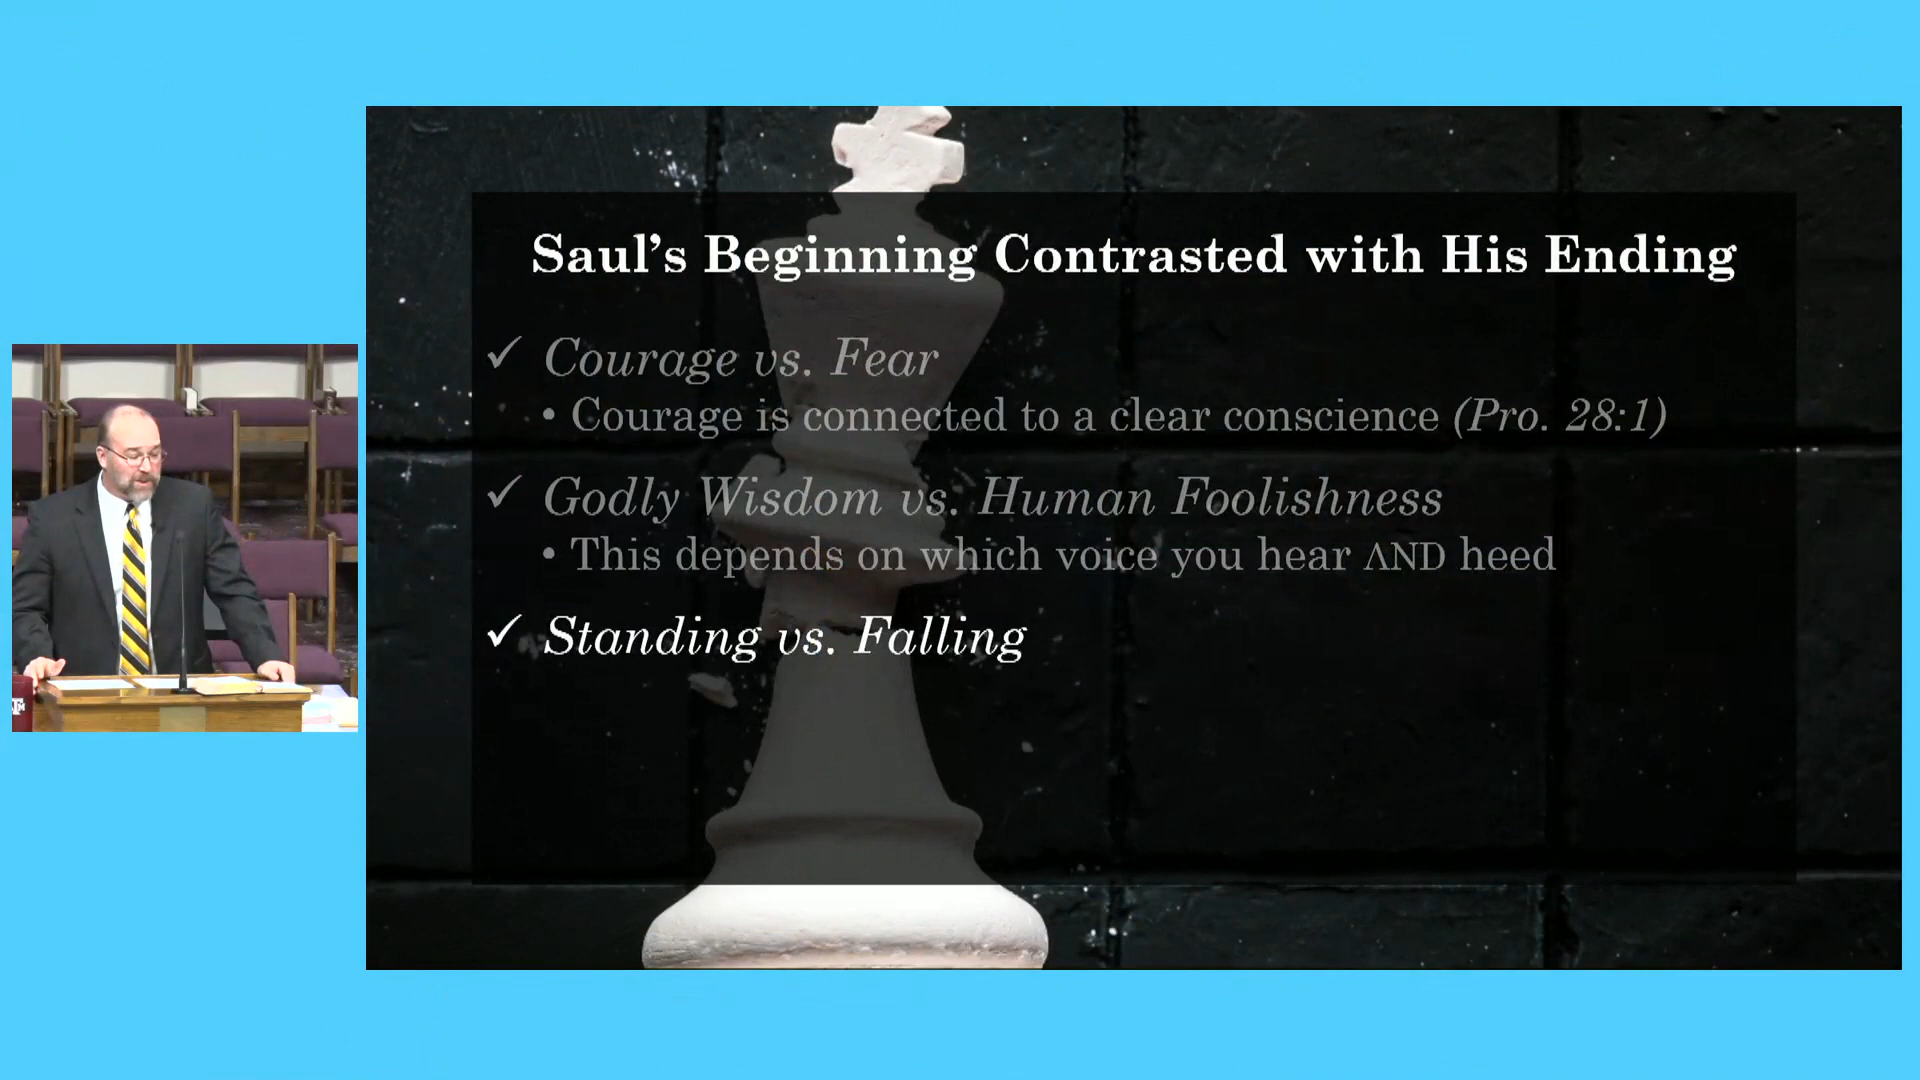 Saul’s Beginning Contrasted with His Ending
✓ Courage vs. Fear
• Courage is connected to a clear conscience (Pro. 28:1)
✓ Godly Wisdom vs. Human Foolishness
• This depends on which voice you hear AND heed
✓ Standing vs. Falling
ATM